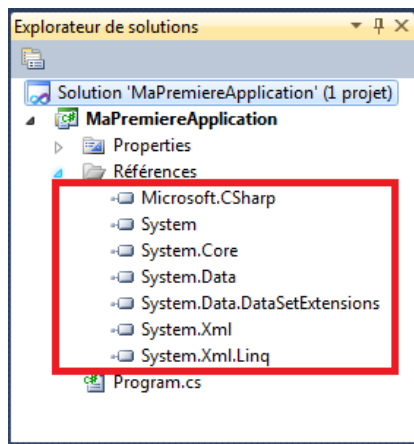 Explorateur de solutions
Solution 'MaPremiereApplication' (1 projet)
MaPremiereApplication
Properties
Références
Microsoft.CSharp
System
System.Core
System.Data
System.Data.DataSetExtensions
System.Xml
System.Xml.Linq
Program.cs